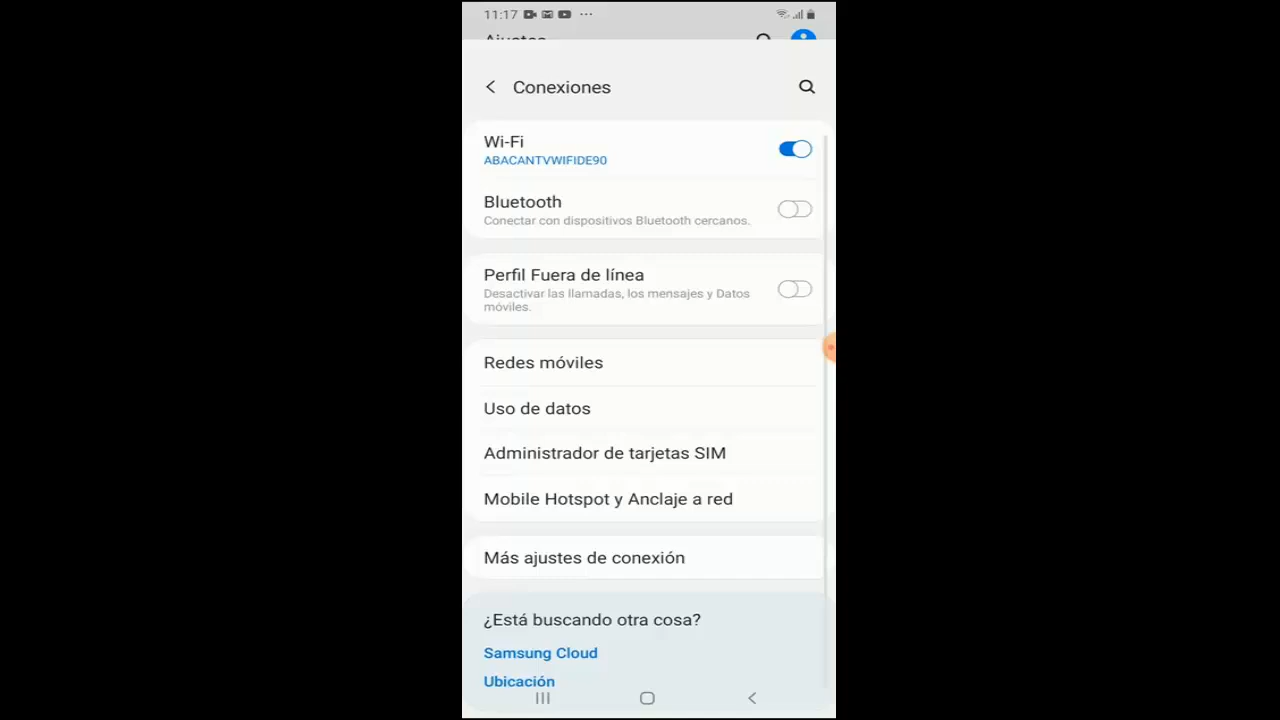 11:17 ...
Ajustes
Conexiones
Wi-Fi
ABACANTVWIFIDE90
Bluetooth
Conectar con dispositivos Bluetooth cercanos.
Perfil Fuera de línea
Desactivar las llamadas, los mensajes y Datos
móviles.
Redes móviles
Uso de datos
Administrador de tarjetas SIM
Mobile Hotspot y Anclaje a red
Más ajustes de conexión
¿Está buscando otra cosa?
Samsung Cloud
Ubicación